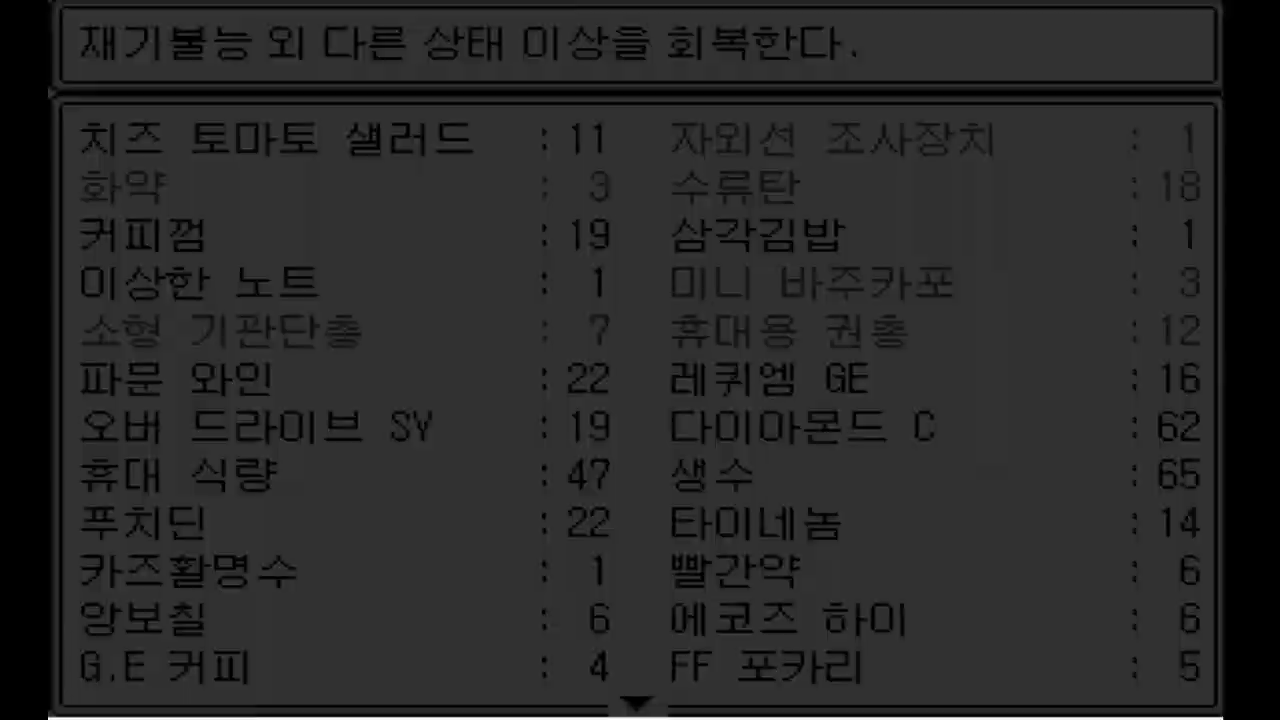 재기불능 외 다른 상태 이상을 회복한다.
치즈 토마토 샐러드 : 11 자외선 조사장치 : 1
화약 : 3 수류탄 : 18
커피껌 : 19 삼각김밥 : 1
이상한 노트 : 1 미니 바주카포 : 3
소형 기관단총 : 7 휴대용 권총 : 12
파문 와인 : 22 레퀴엠 GE : 16
오버 드라이브 SY : 19 다이아몬드 C : 62
휴대 식량 : 47 생수 : 65
푸치딘 : 22 타이네놈 : 14
카즈활명수 : 1 빨간약 : 6
앙보칠 : 6 에코즈 하이 : 6
G.E 커피 : 4 FF 포카리 : 5